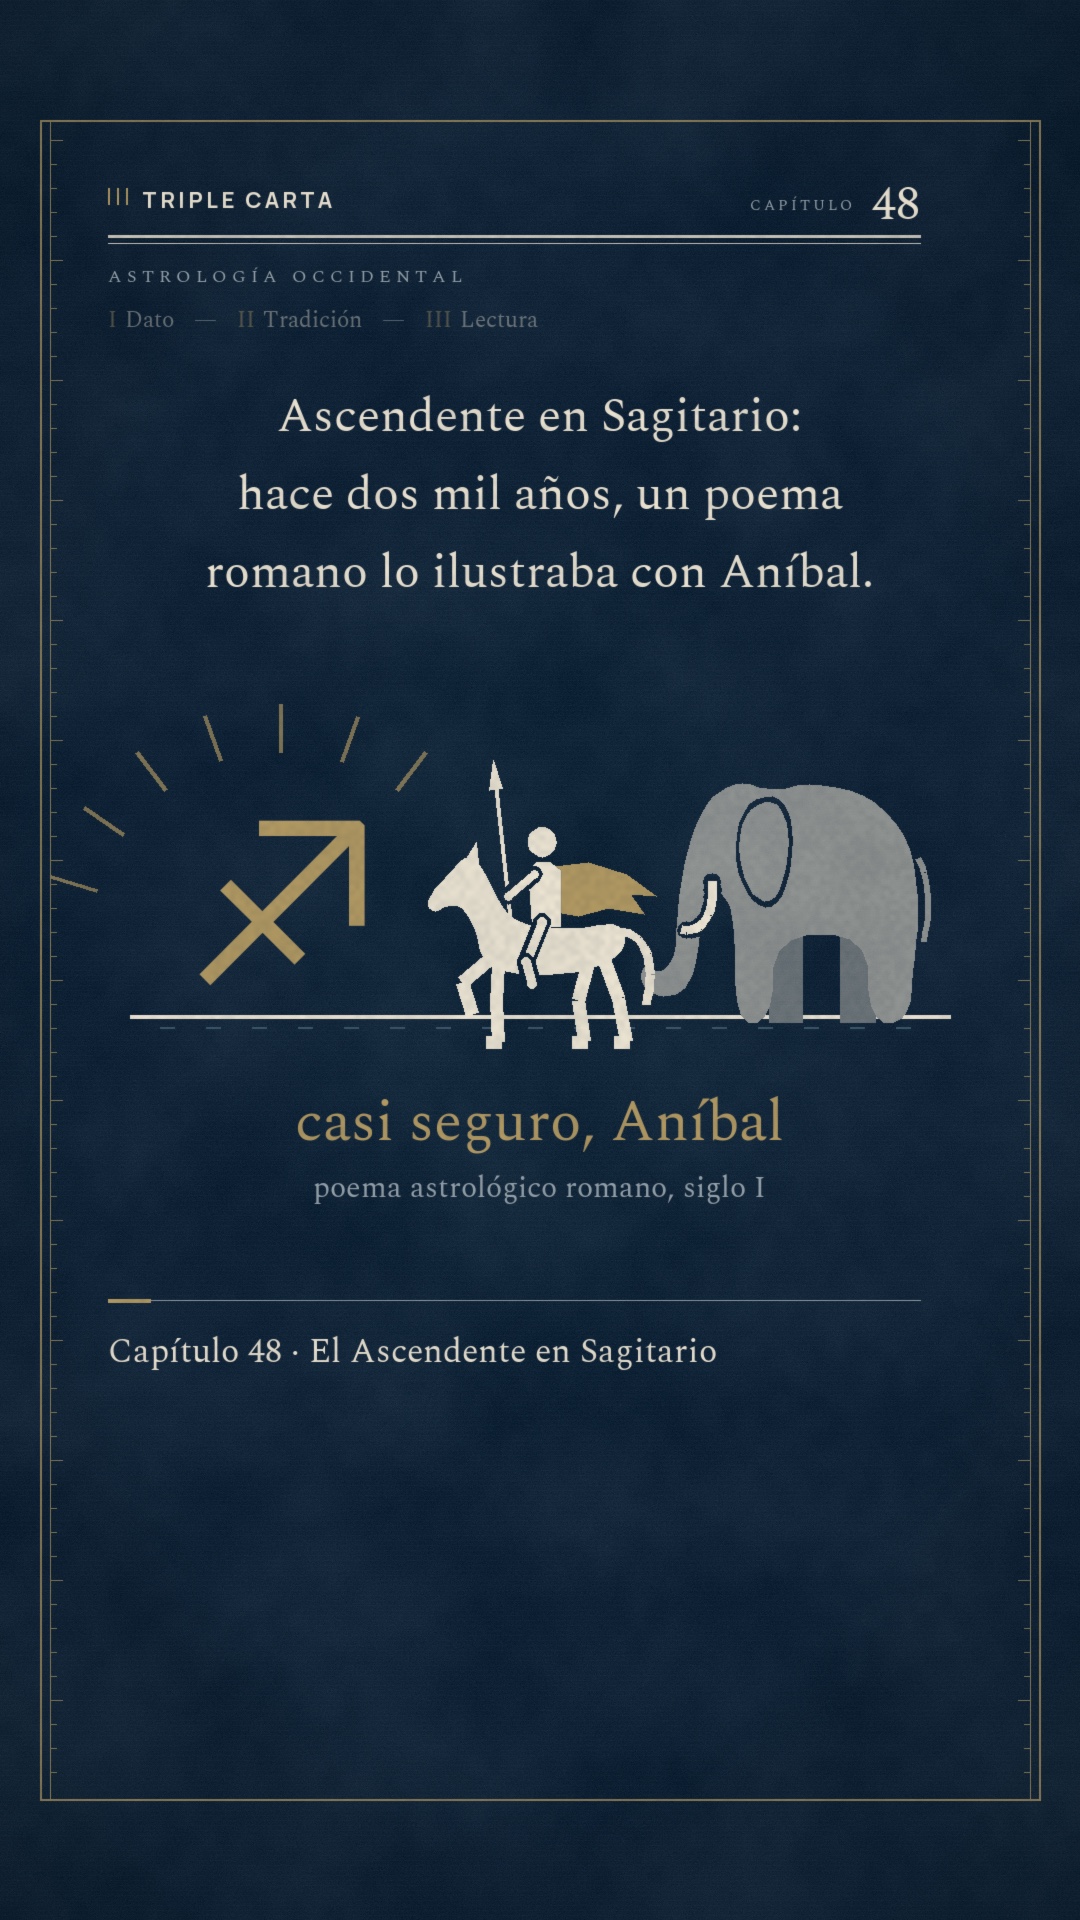 TRIPLE CARTA
CAPÍTULO 48
ASTROLOGÍA OCCIDENTAL
I Dato — II Tradición — III Lectura
Ascendente en Sagitario:
hace dos mil años, un poema
romano lo ilustraba con Aníbal.
casi seguro, Aníbal
poema astrológico romano, siglo I
Capítulo 48 · El Ascendente en Sagitario